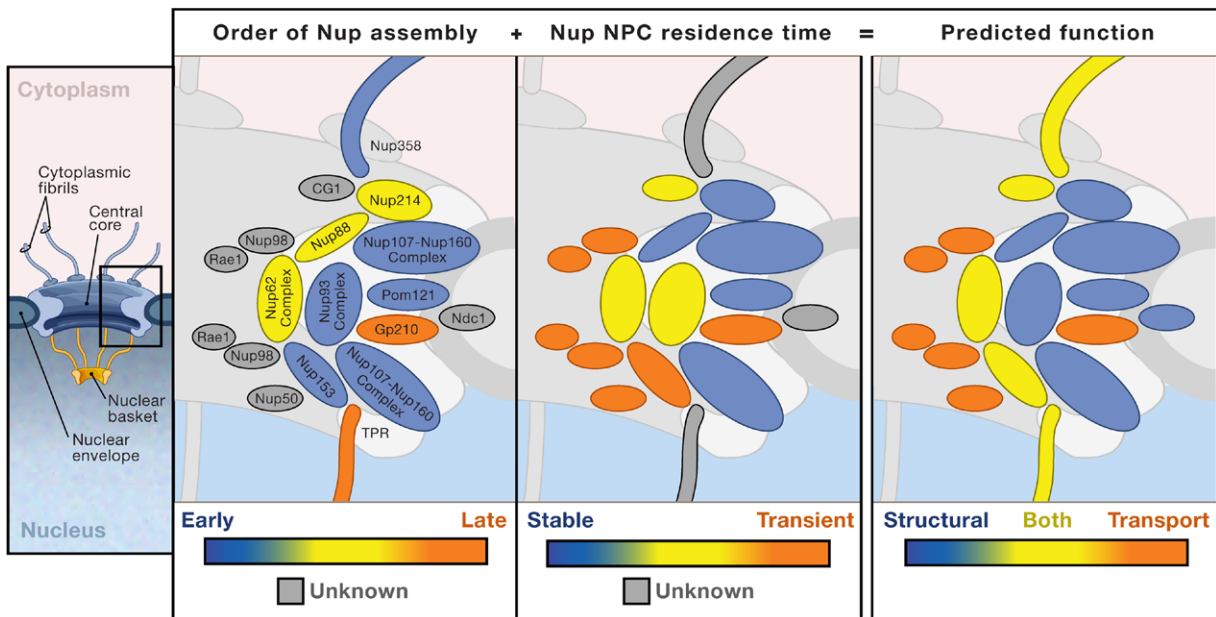 Order of Nup assembly + Nup NPC residence time = Predicted function
Cytoplasm
Cytoplasmic
fibrils
Central
core
Nuclear
basket
Nuclear
envelope
Nucleus
Nup358
CG1
Nup214
Nup88
Nup98
Rae1
Nup107-Nup160
Complex
Nup62
Complex
Nup93
Complex
Pom121
Ndc1
Gp210
Rae1
Nup98
Nup153
Nup107-Nup160
Complex
Nup50
TPR
Early Late
Unknown
Stable Transient
Unknown
Structural Both Transport